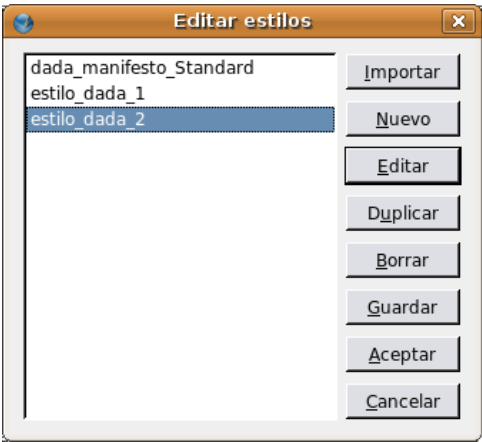 Editar estilos
dada_manifesto_Standard
estilo_dada_1
estilo_dada_2
Importar
Nuevo
Editar
Duplicar
Borrar
Guardar
Aceptar
Cancelar